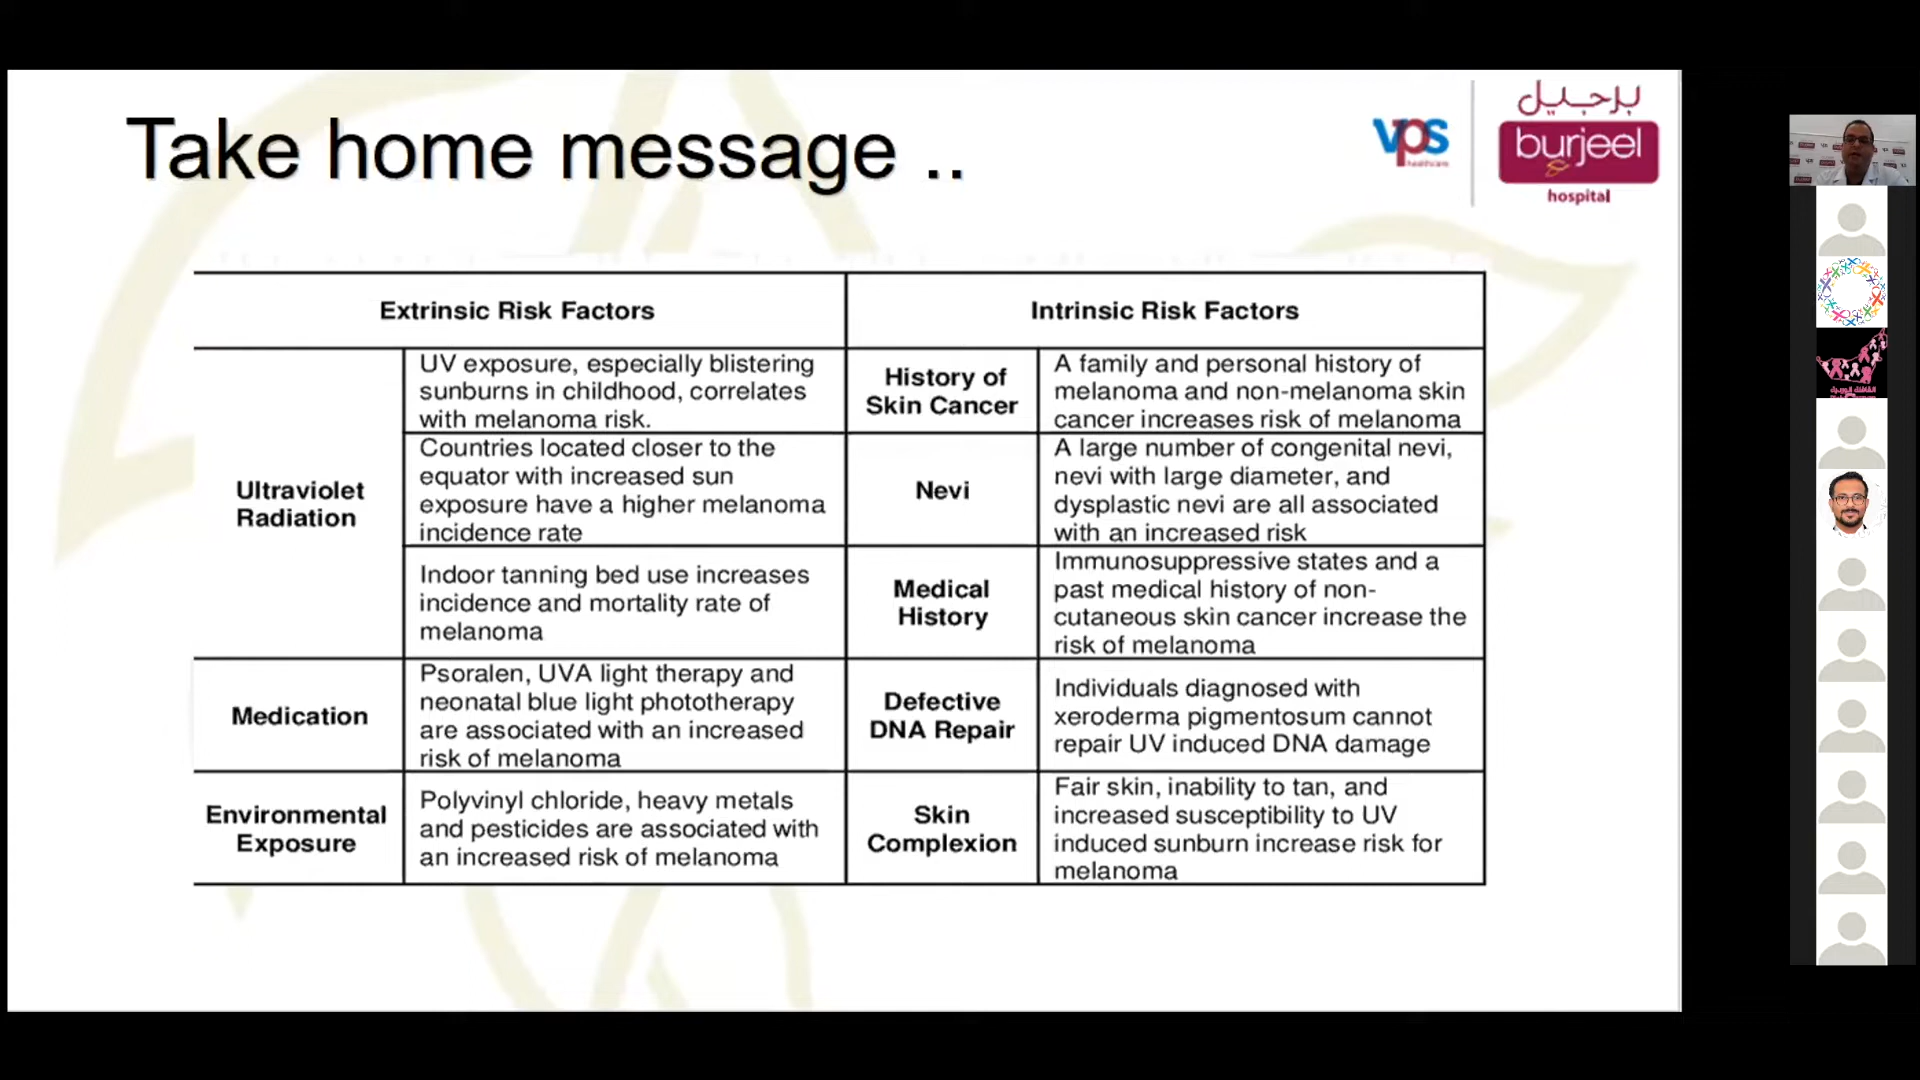 Take home message ..
vps
healthcare
برجيل
burjeel
hospital
Extrinsic Risk Factors
Intrinsic Risk Factors
Ultraviolet
Radiation
UV exposure, especially blistering
sunburns in childhood, correlates
with melanoma risk.
Countries located closer to the
equator with increased sun
exposure have a higher melanoma
incidence rate
Indoor tanning bed use increases
incidence and mortality rate of
melanoma
Medication
Psoralen, UVA light therapy and
neonatal blue light phototherapy
are associated with an increased
risk of melanoma
Environmental
Exposure
Polyvinyl chloride, heavy metals
and pesticides are associated with
an increased risk of melanoma
History of
Skin Cancer
A family and personal history of
melanoma and non-melanoma skin
cancer increases risk of melanoma
Nevi
A large number of congenital nevi,
nevi with large diameter, and
dysplastic nevi are all associated
with an increased risk
Medical
History
Immunosuppressive states and a
past medical history of non-
cutaneous skin cancer increase the
risk of melanoma
Defective
DNA Repair
Individuals diagnosed with
xeroderma pigmentosum cannot
repair UV induced DNA damage
Skin
Complexion
Fair skin, inability to tan, and
increased susceptibility to UV
induced sunburn increase risk for
melanoma